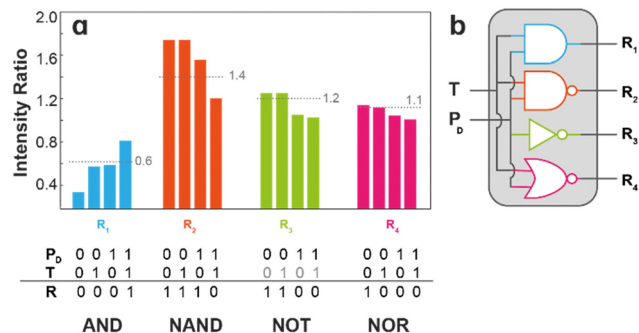 a
b
Intensity Ratio
2.0
1.6
1.2
0.8
0.4
0.6
1.4
1.2
1.1
R1 R2 R3 R4
PD 0 0 1 1 0 0 1 1 0 0 1 1 0 0 1 1
T 0 1 0 1 0 1 0 1 0 1 0 1 0 1 0 1
R 0 0 0 1 1 1 1 0 1 1 0 0 1 0 0 0
AND NAND NOT NOR
T
PD
R1
R2
R3
R4